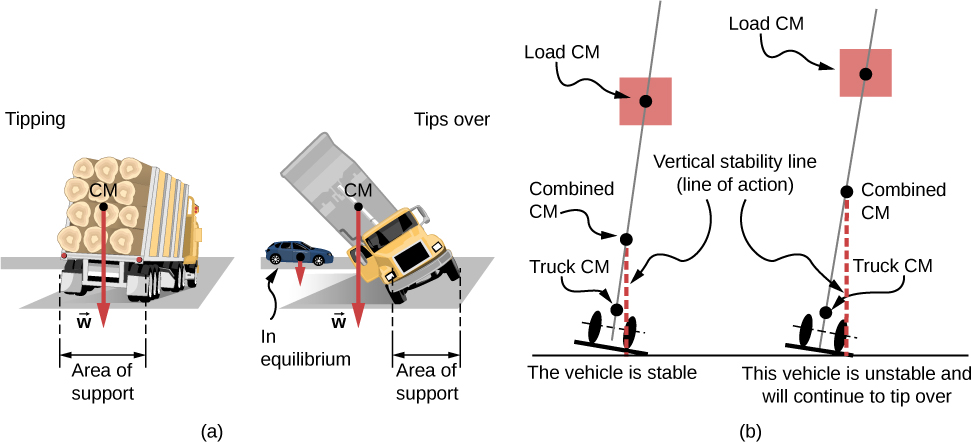 Tipping
CM
w
Area of
support
Tips over
CM
w
In
equilibrium
Area of
support
(a)
Load CM
Combined
CM
Truck CM
The vehicle is stable
Vertical stability line
(line of action)
Load CM
Combined
CM
Truck CM
This vehicle is unstable and
will continue to tip over
(b)